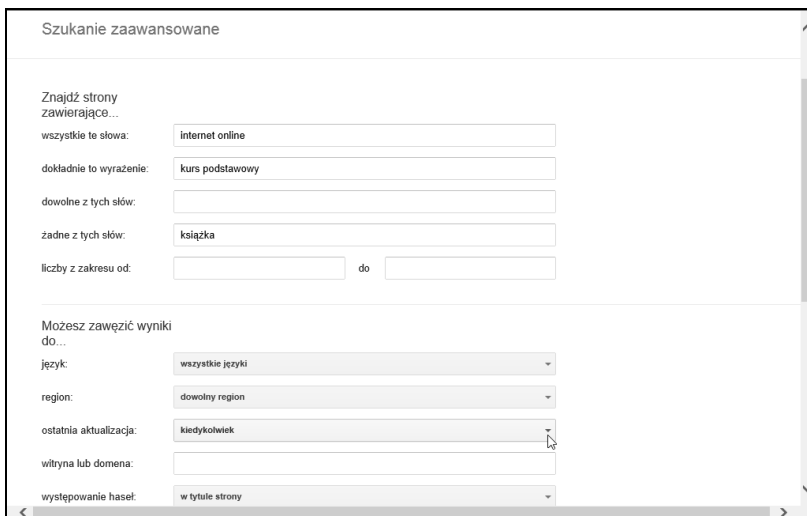 Szukanie zaawansowane
Znajdź strony
zawierające...
wszystkie te słowa: internet online
dokładnie to wyrażenie: kurs podstawowy
dowolne z tych słów:
żadne z tych słów: książka
liczby z zakresu od: do
Możesz zawęzić wyniki
do...
język: wszystkie języki
region: dowolny region
ostatnia aktualizacja: kiedykolwiek
witryna lub domena:
występowanie haseł: w tytule strony